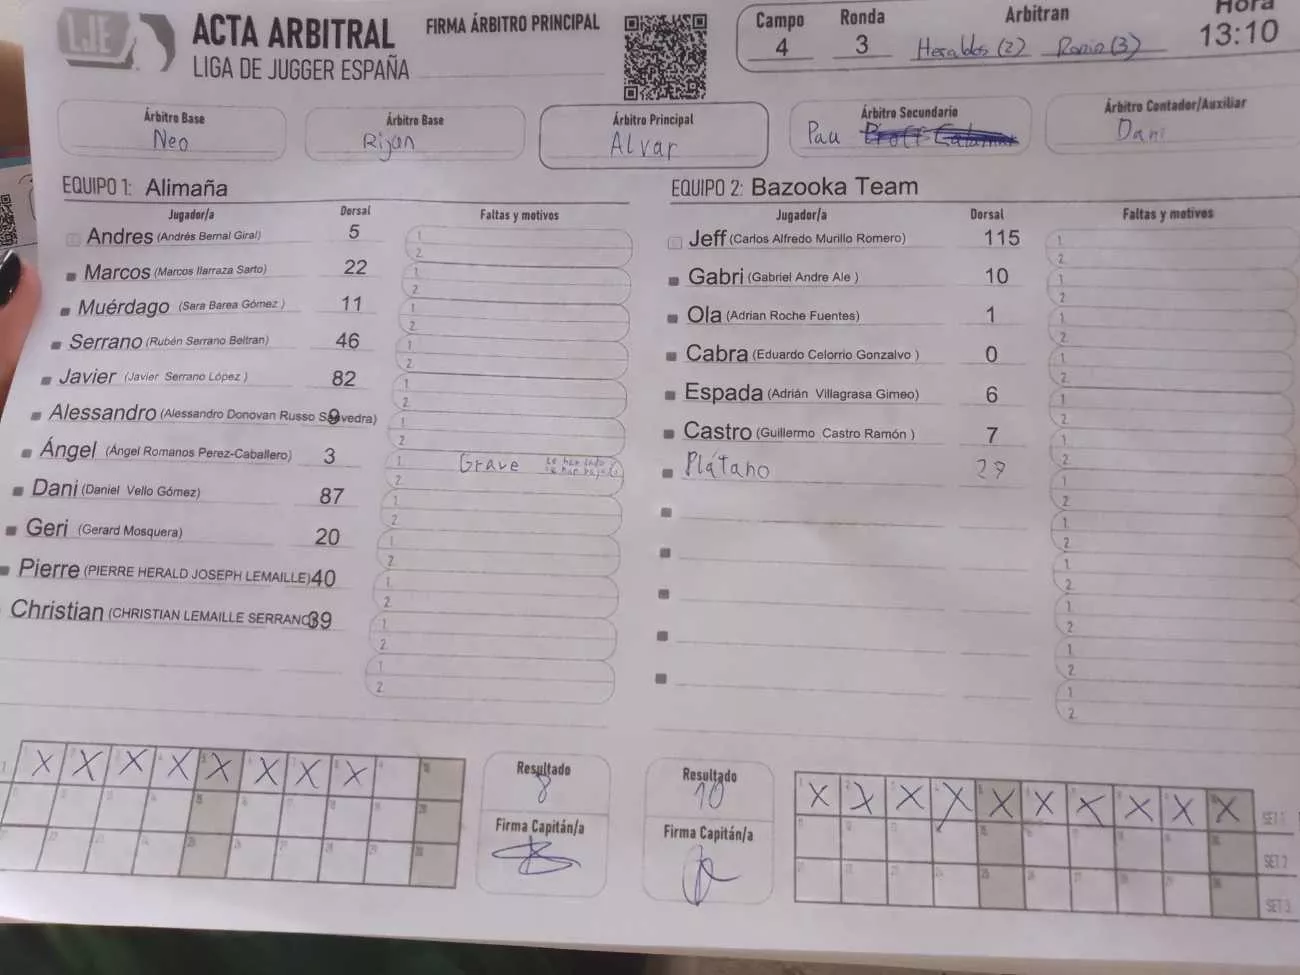 LJE
ACTA ARBITRAL
LIGA DE JUGGER ESPAÑA
FIRMA ÁRBITRO PRINCIPAL
Campo
4
Ronda
3
Arbitran
Heraldos (2)
(3)
Hora
13:10
Árbitro Base
Neo
Árbitro Base
Rijan
Árbitro Principal
Alvar
Árbitro Secundario
Pau
Árbitro Contador/Auxiliar
Dani
EQUIPO 1: Alimaña
Jugador/a Dorsal Faltas y motivos
Andres (Andrés Bernal Giral) 5
Marcos (Marcos Ilarraza Sarto) 22
Muérdago (Sara Barea Gómez ) 11
Serrano (Rubén Serrano Beltran) 46
Javier (Javier Serrano López ) 82
Alessandro (Alessandro Donovan Russo Saavedra) 9
Ángel (Ángel Romanos Perez-Caballero) 3 Grave
Dani (Daniel Vello Gómez) 87
Geri (Gerard Mosquera) 20
Pierre (PIERRE HERALD JOSEPH LEMAILLE) 40
Christian (CHRISTIAN LEMAILLE SERRANO) 39
EQUIPO 2: Bazooka Team
Jugador/a Dorsal Faltas y motivos
Jeff (Carlos Alfredo Murillo Romero) 115
Gabri (Gabriel Andre Ale ) 10
Ola (Adrian Roche Fuentes) 1
Cabra (Eduardo Celorrio Gonzalvo ) 0
Espada (Adrián Villagrasa Gimeo) 6
Castro (Guillermo Castro Ramón ) 7
Plátano 27
X X X X X X X X
Resultado
8
Firma Capitán/a
Resultado
10
Firma Capitán/a
X X X X X X X X X X
SET 1
SET 2
SET 3